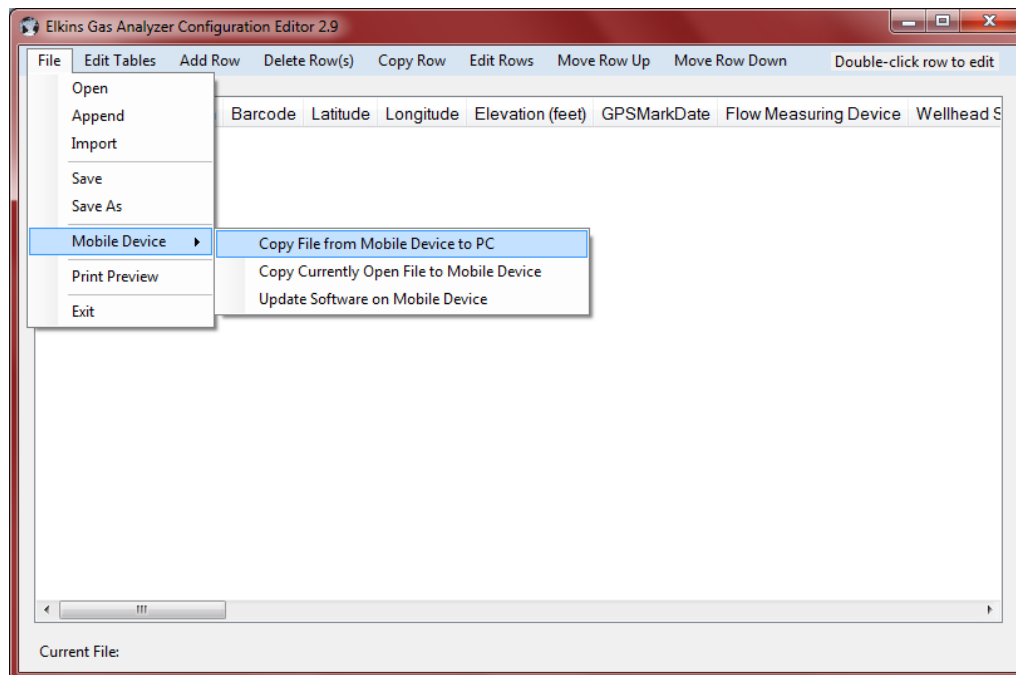 Elkins Gas Analyzer Configuration Editor 2.9
File Edit Tables Add Row Delete Row(s) Copy Row Edit Rows Move Row Up Move Row Down Double-click row to edit
Open
Append
Import
Save
Save As
Mobile Device
Print Preview
Exit
Copy File from Mobile Device to PC
Copy Currently Open File to Mobile Device
Update Software on Mobile Device
Barcode Latitude Longitude Elevation (feet) GPSMarkDate Flow Measuring Device Wellhead S
Current File: